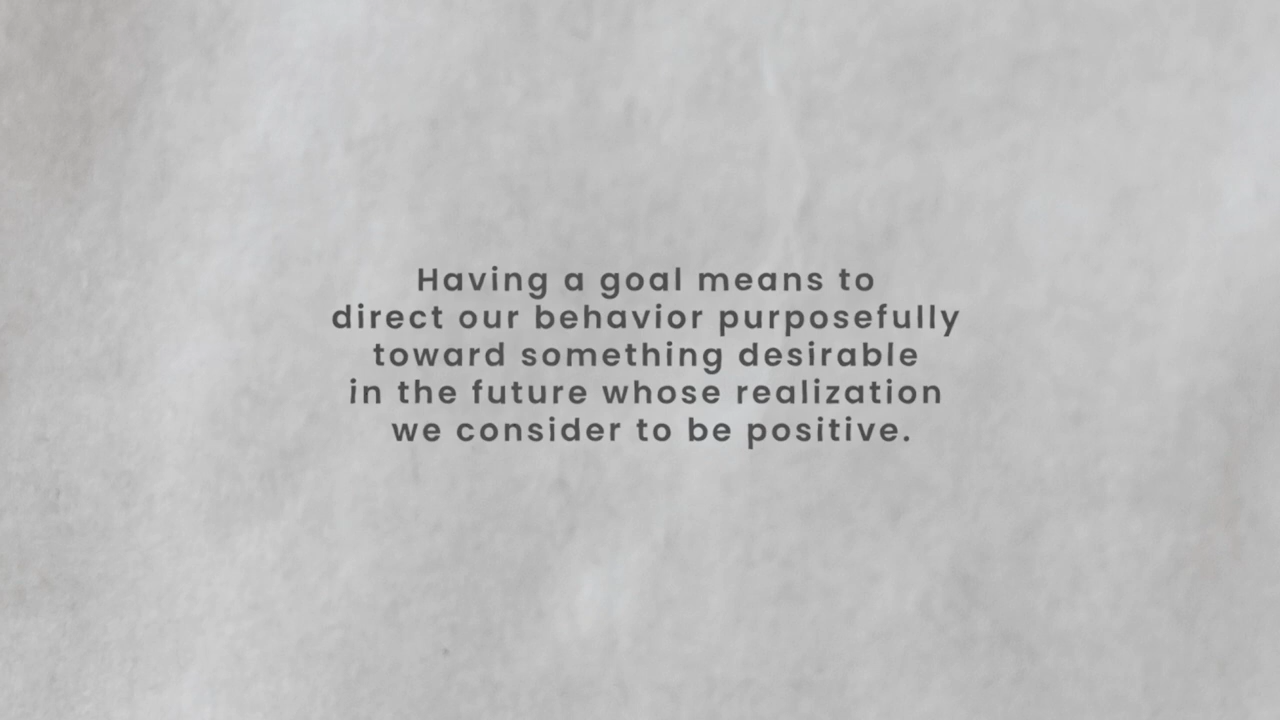 Having a goal means to
direct our behavior purposefully
toward something desirable
in the future whose realization
we consider to be positive.